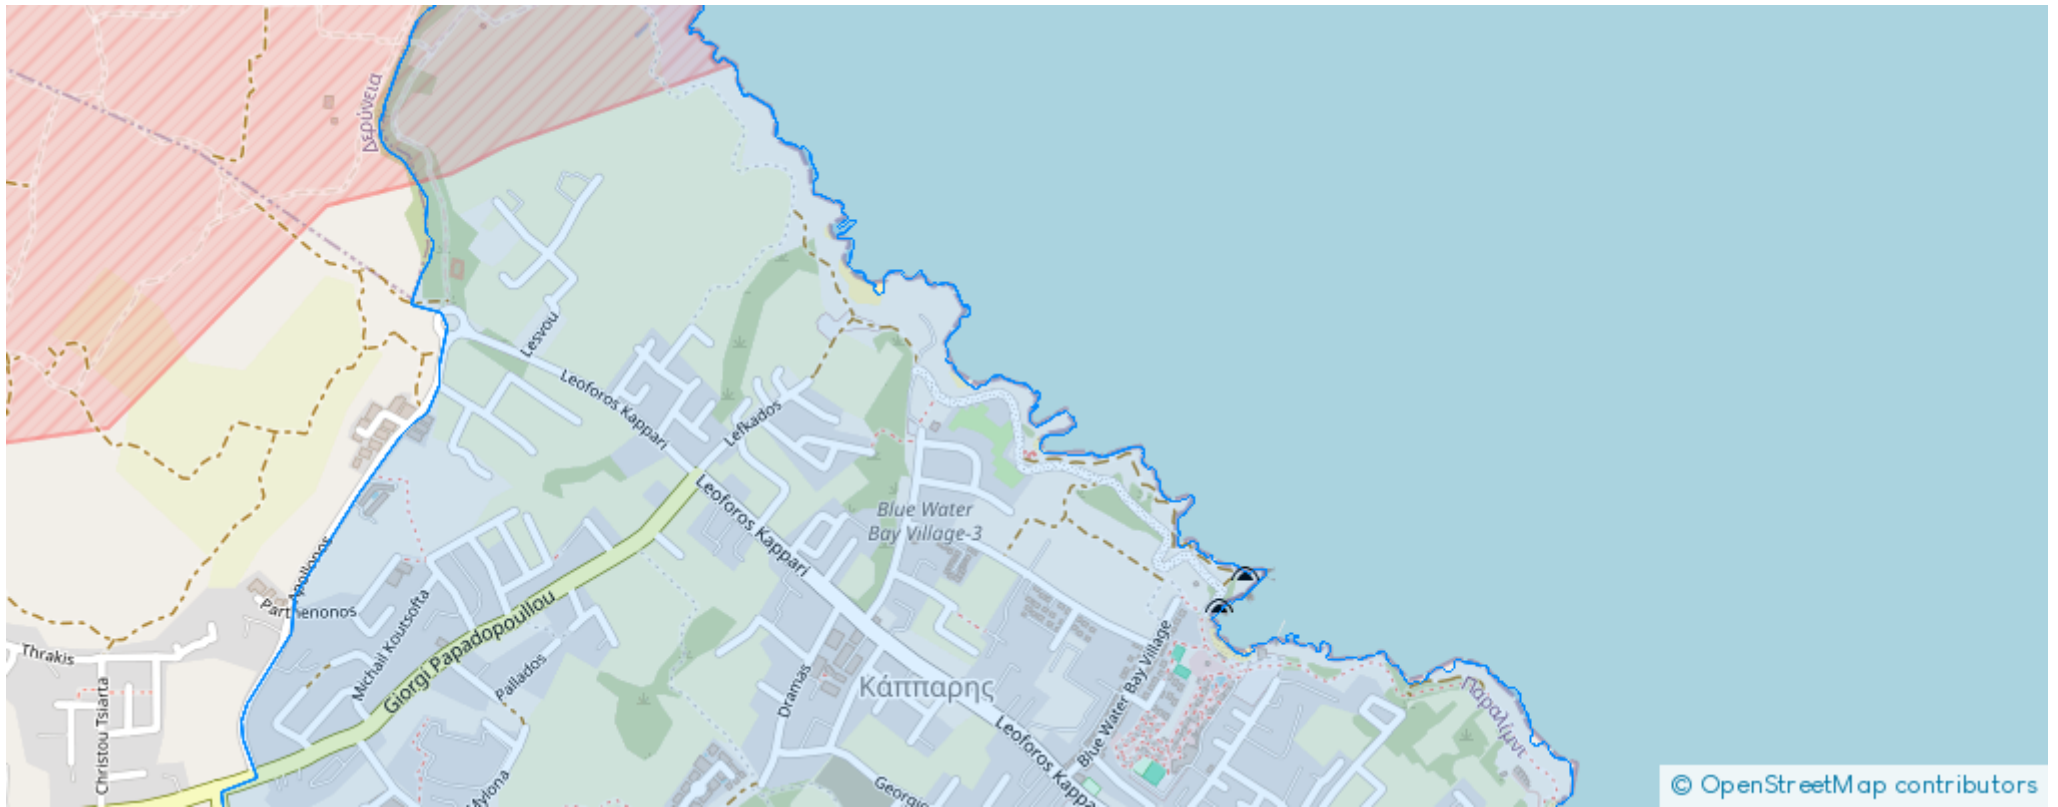 Δερύνεια
Lesvou
Leoforos Kappari
Lefkados
Leoforos Kappari
Blue Water
Bay Village-3
Apollonos
Parthenonos
Michail Koutsofta
Giorgi Papadopoullou
Thrakis
Pallados
Christou Tsiarta
Dramas
Κάππαρης
Blue Water Bay Village
Παραλίμνι
Leoforos Kappa
Mylona
Georgio
© OpenStreetMap contributors